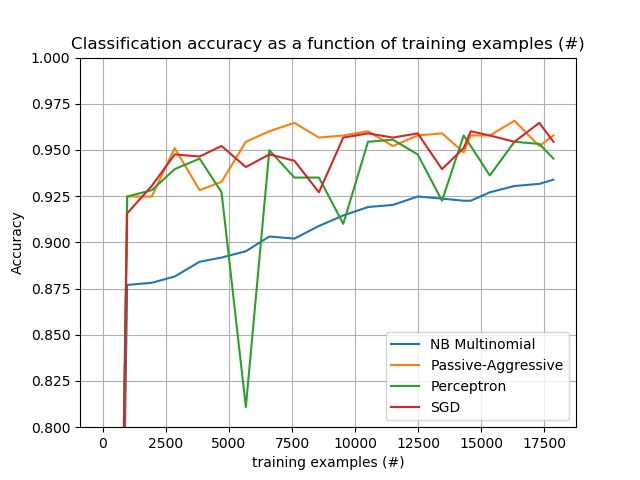 Classification accuracy as a function of training examples (#)
1.000
0.975
0.950
0.925
0.900
0.875
0.850
0.825
0.800
Accuracy
NB Multinomial
Passive-Aggressive
Perceptron
SGD
0 2500 5000 7500 10000 12500 15000 17500
training examples (#)